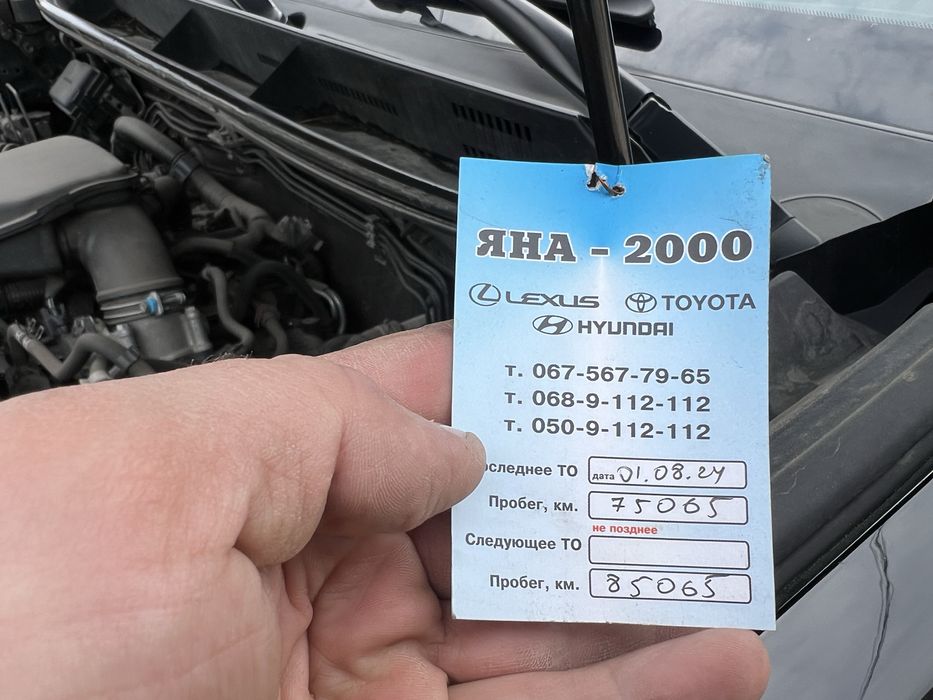 ЯНА - 2000
LEXUS TOYOTA
HYUNDAI
т. 067-567-79-65
т. 068-9-112-112
т. 050-9-112-112
оследнее ТО дата 01.08.24
Пробег, км. 75065
не позднее
Следующее ТО
Пробег, км. 85065